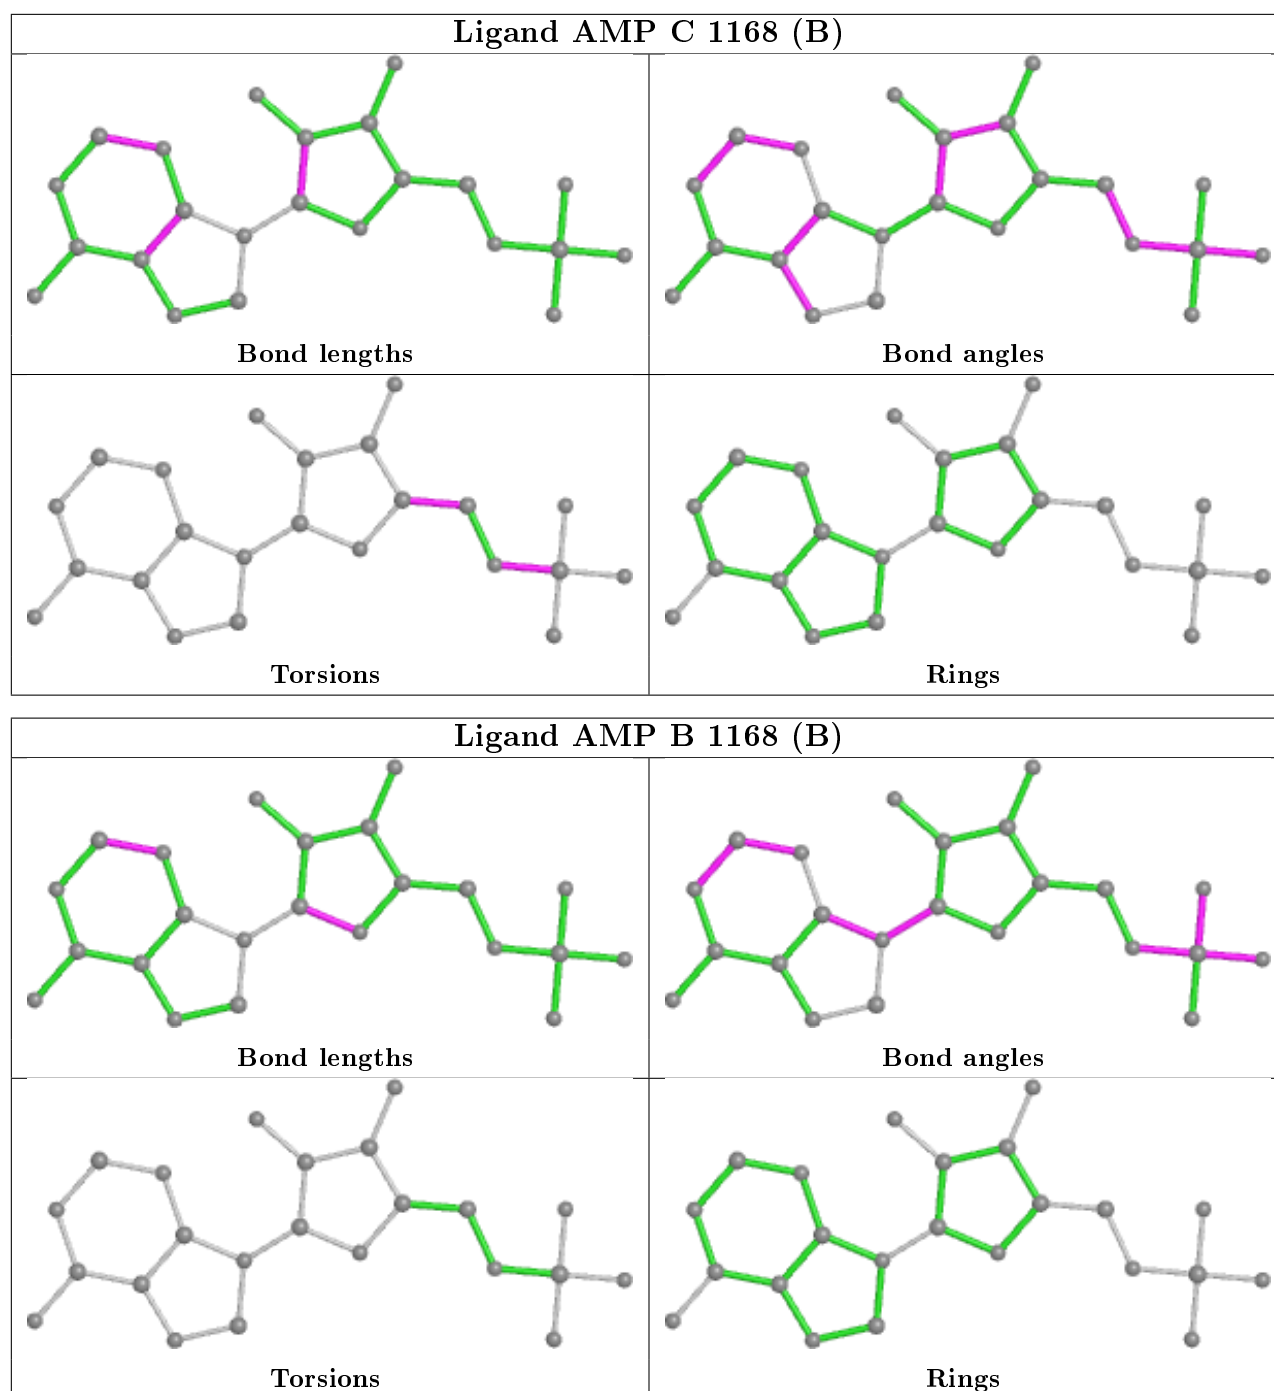 Ligand AMP C 1168 (B)
Bond lengths
Bond angles
Torsions
Rings
Ligand AMP B 1168 (B)
Bond lengths
Bond angles
Torsions
Rings